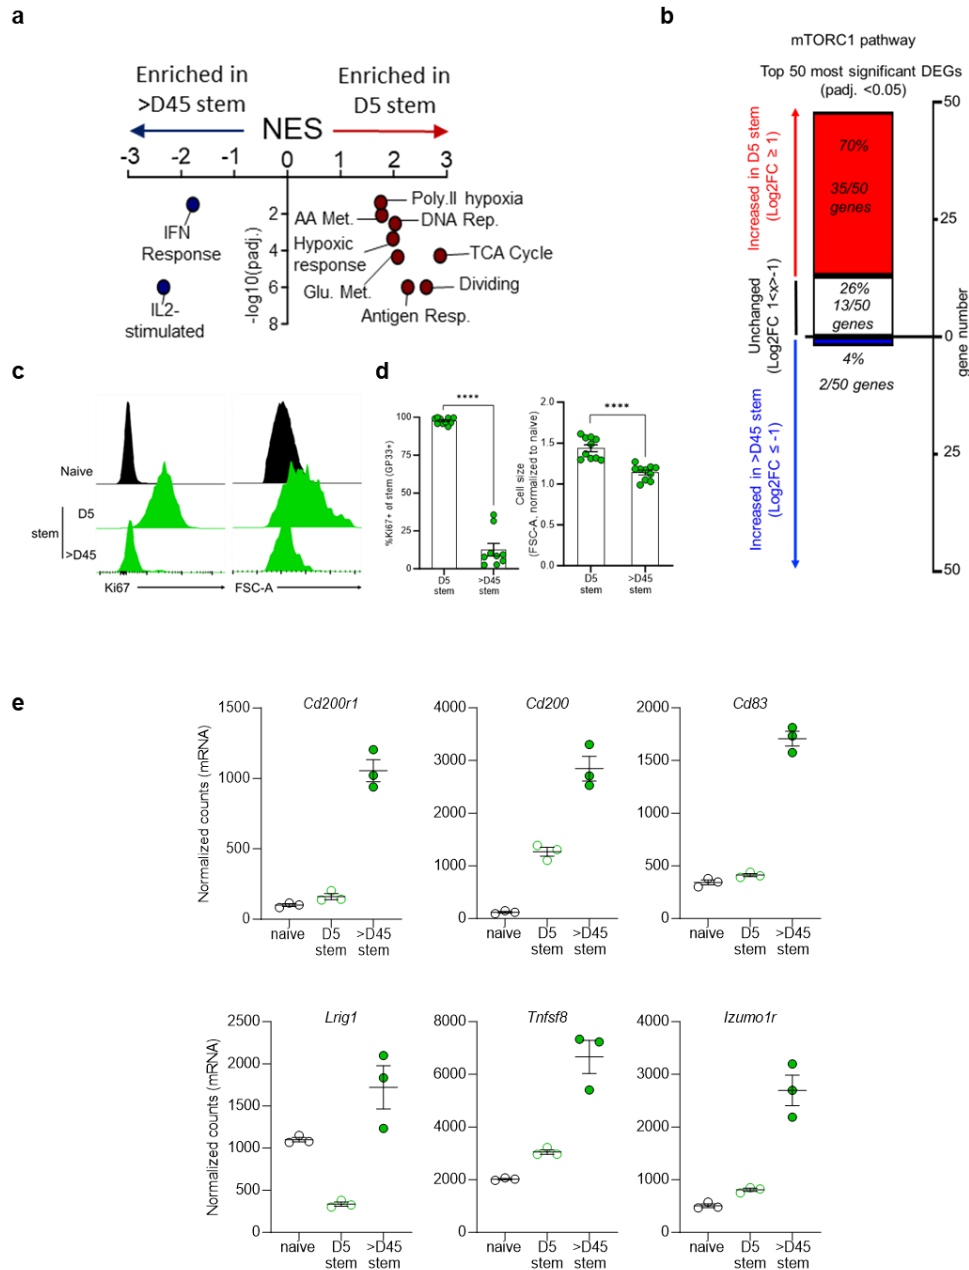 a
Enriched in
>D45 stem
Enriched in
D5 stem
NES
-3 -2 -1 0 1 2 3
2
4
6
8
-log10(padj.)
IFN
Response
IL2-
stimulated
Poly.II hypoxia
AA Met.
DNA Rep.
Hypoxic
response
TCA Cycle
Glu. Met.
Dividing
Antigen Resp.
b
mTORC1 pathway
Top 50 most significant DEGs
(padj. <0.05)
Increased in D5 stem
(Log2FC ≥ 1)
Unchanged
(Log2FC 1<x>-1)
Increased in >D45 stem
(Log2FC ≤ -1)
70%
35/50
genes
26%
13/50
genes
4%
2/50 genes
50
25
0
25
50
gene number
c
Naive
D5
stem
>D45
Ki67
FSC-A
d
****
%Ki67+ of stem (GP33+)
100
75
50
25
0
D5
stem
>D45
stem
****
Cell size
(FSC-A, normalized to naive)
2.0
1.5
1.0
0.5
0.0
D5
stem
>D45
stem
e
Cd200r1
Normalized counts (mRNA)
1500
1000
500
0
naive D5 >D45
stem stem
Cd200
4000
3000
2000
1000
0
naive D5 >D45
stem stem
Cd83
2000
1500
1000
500
0
naive D5 >D45
stem stem
Lrig1
Normalized counts (mRNA)
2500
2000
1500
1000
500
0
naive D5 >D45
stem stem
Tnfsf8
8000
6000
4000
2000
0
naive D5 >D45
stem stem
Izumo1r
4000
3000
2000
1000
0
naive D5 >D45
stem stem